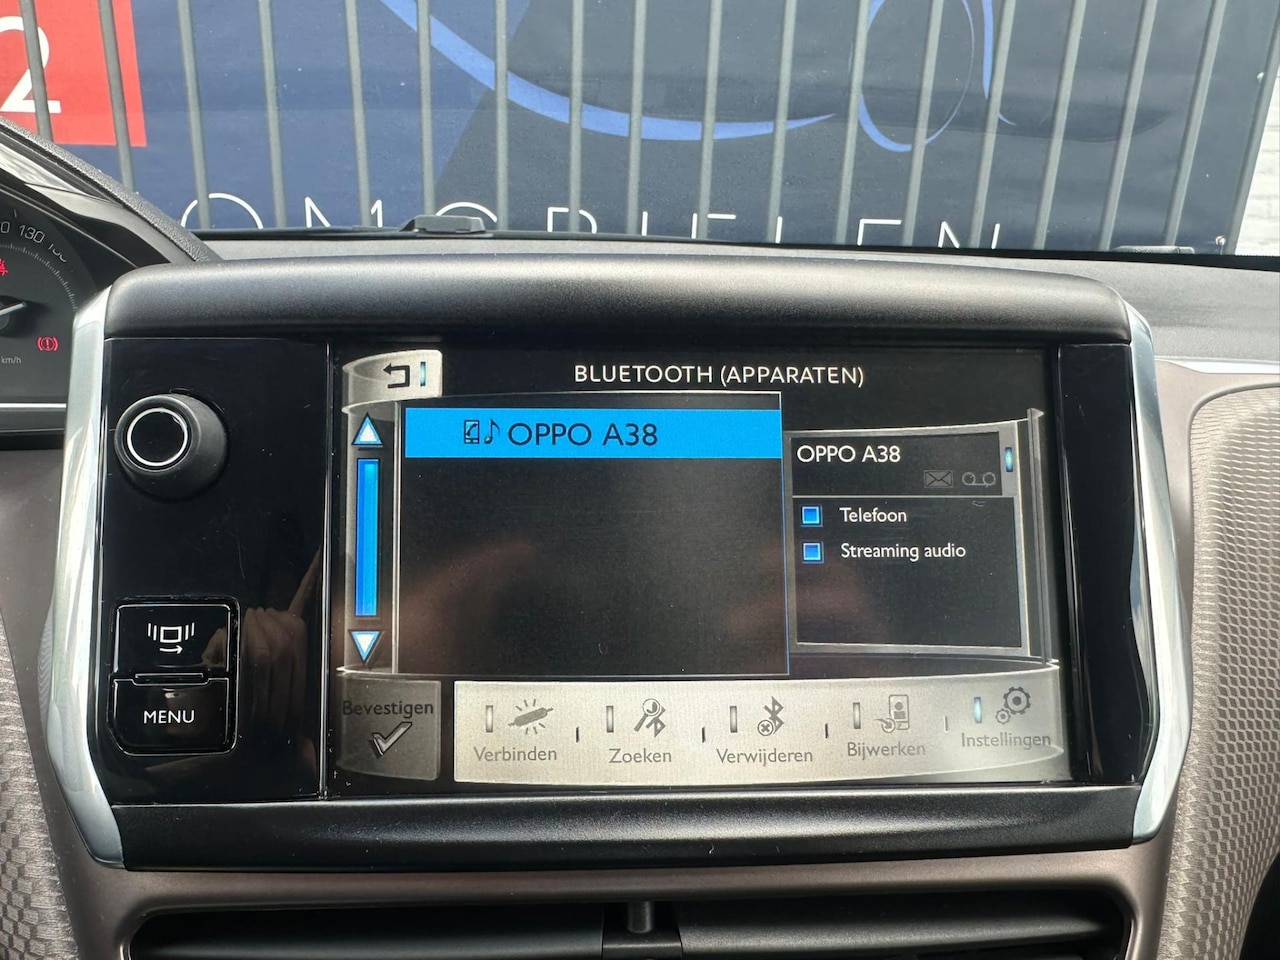 2
OMOBIELEN
130
km/h
BLUETOOTH (APPARATEN)
OPPO A38
OPPO A38
Telefoon
Streaming audio
MENU
Bevestigen
Verbinden
Zoeken
Verwijderen
Bijwerken
Instellingen